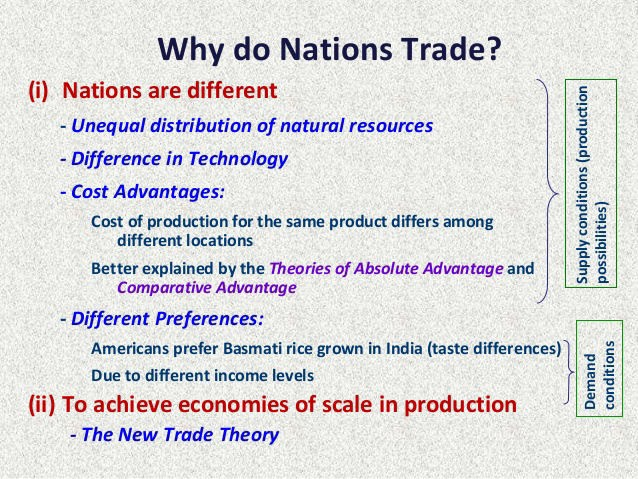 Why do Nations Trade?
(i) Nations are different
- Unequal distribution of natural resources
- Difference in Technology
- Cost Advantages:
Cost of production for the same product differs among
different locations
Better explained by the Theories of Absolute Advantage and
Comparative Advantage
Supply conditions (production
possibilities)
- Different Preferences:
Americans prefer Basmati rice grown in India (taste differences)
Due to different income levels
Demand
conditions
(ii) To achieve economies of scale in production
- The New Trade Theory